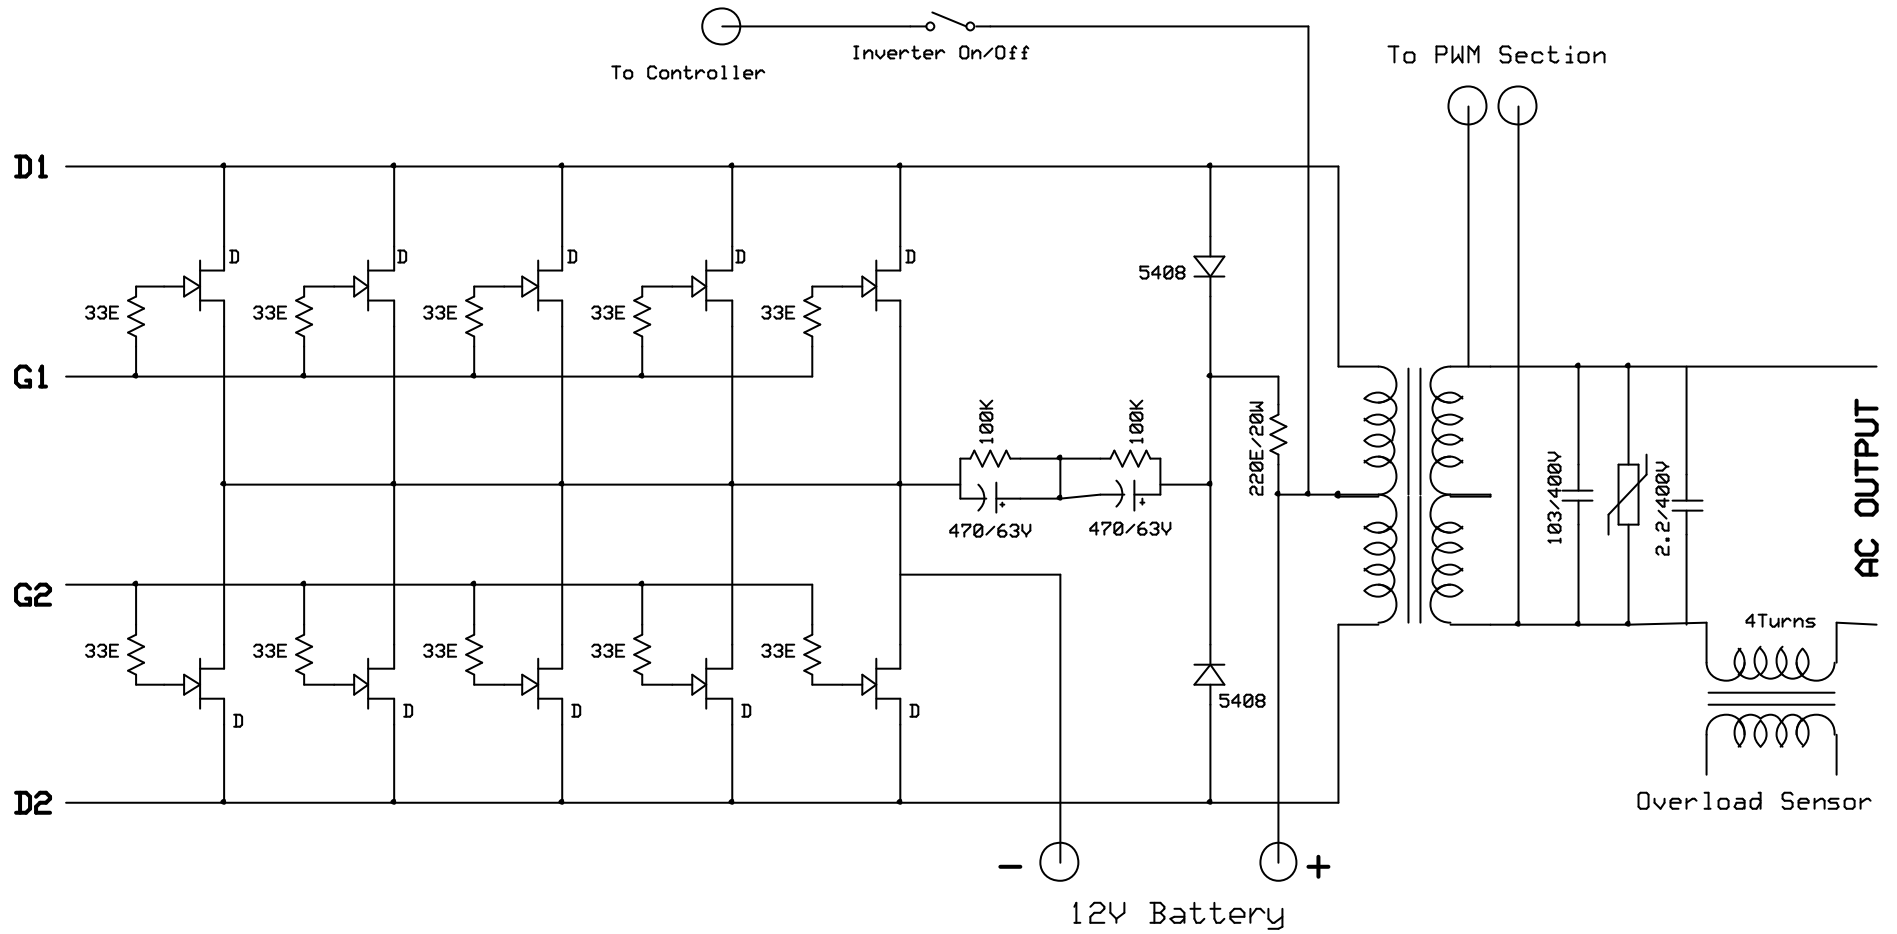 To Controller
Inverter On/Off
To PWM Section
D1
D
D
D
D
D
5408
33E
33E
33E
33E
33E
G1
100K
100K
220E/20W
470/63V
470/63V
103/400V
2.2/400V
AC OUTPUT
G2
33E
33E
33E
33E
33E
4Turns
D
D
D
D
D
5408
D2
Overload Sensor
- +
12V Battery